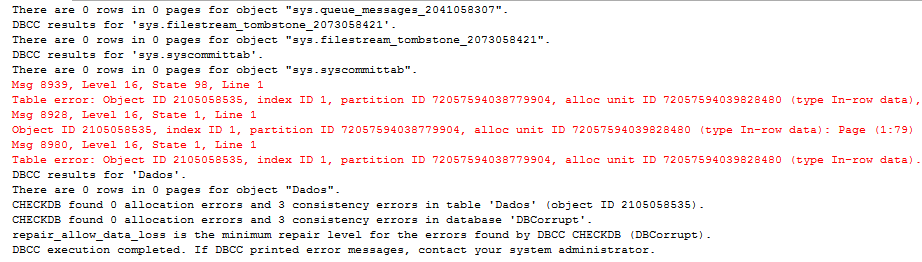 There are 0 rows in 0 pages for object "sys.queue_messages_2041058307".
DBCC results for 'sys.filestream_tombstone_2073058421'.
There are 0 rows in 0 pages for object "sys.filestream_tombstone_2073058421".
DBCC results for 'sys.syscommittab'.
There are 0 rows in 0 pages for object "sys.syscommittab".
Msg 8939, Level 16, State 98, Line 1
Table error: Object ID 2105058535, index ID 1, partition ID 72057594038779904, alloc unit ID 72057594039828480 (type In-row data),
Msg 8928, Level 16, State 1, Line 1
Object ID 2105058535, index ID 1, partition ID 72057594038779904, alloc unit ID 72057594039828480 (type In-row data): Page (1:79)
Msg 8980, Level 16, State 1, Line 1
Table error: Object ID 2105058535, index ID 1, partition ID 72057594038779904, alloc unit ID 72057594039828480 (type In-row data).
DBCC results for 'Dados'.
There are 0 rows in 0 pages for object "Dados".
CHECKDB found 0 allocation errors and 3 consistency errors in table 'Dados' (object ID 2105058535).
CHECKDB found 0 allocation errors and 3 consistency errors in database 'DBCorrupt'.
repair_allow_data_loss is the minimum repair level for the errors found by DBCC CHECKDB (DBCorrupt).
DBCC execution completed. If DBCC printed error messages, contact your system administrator.